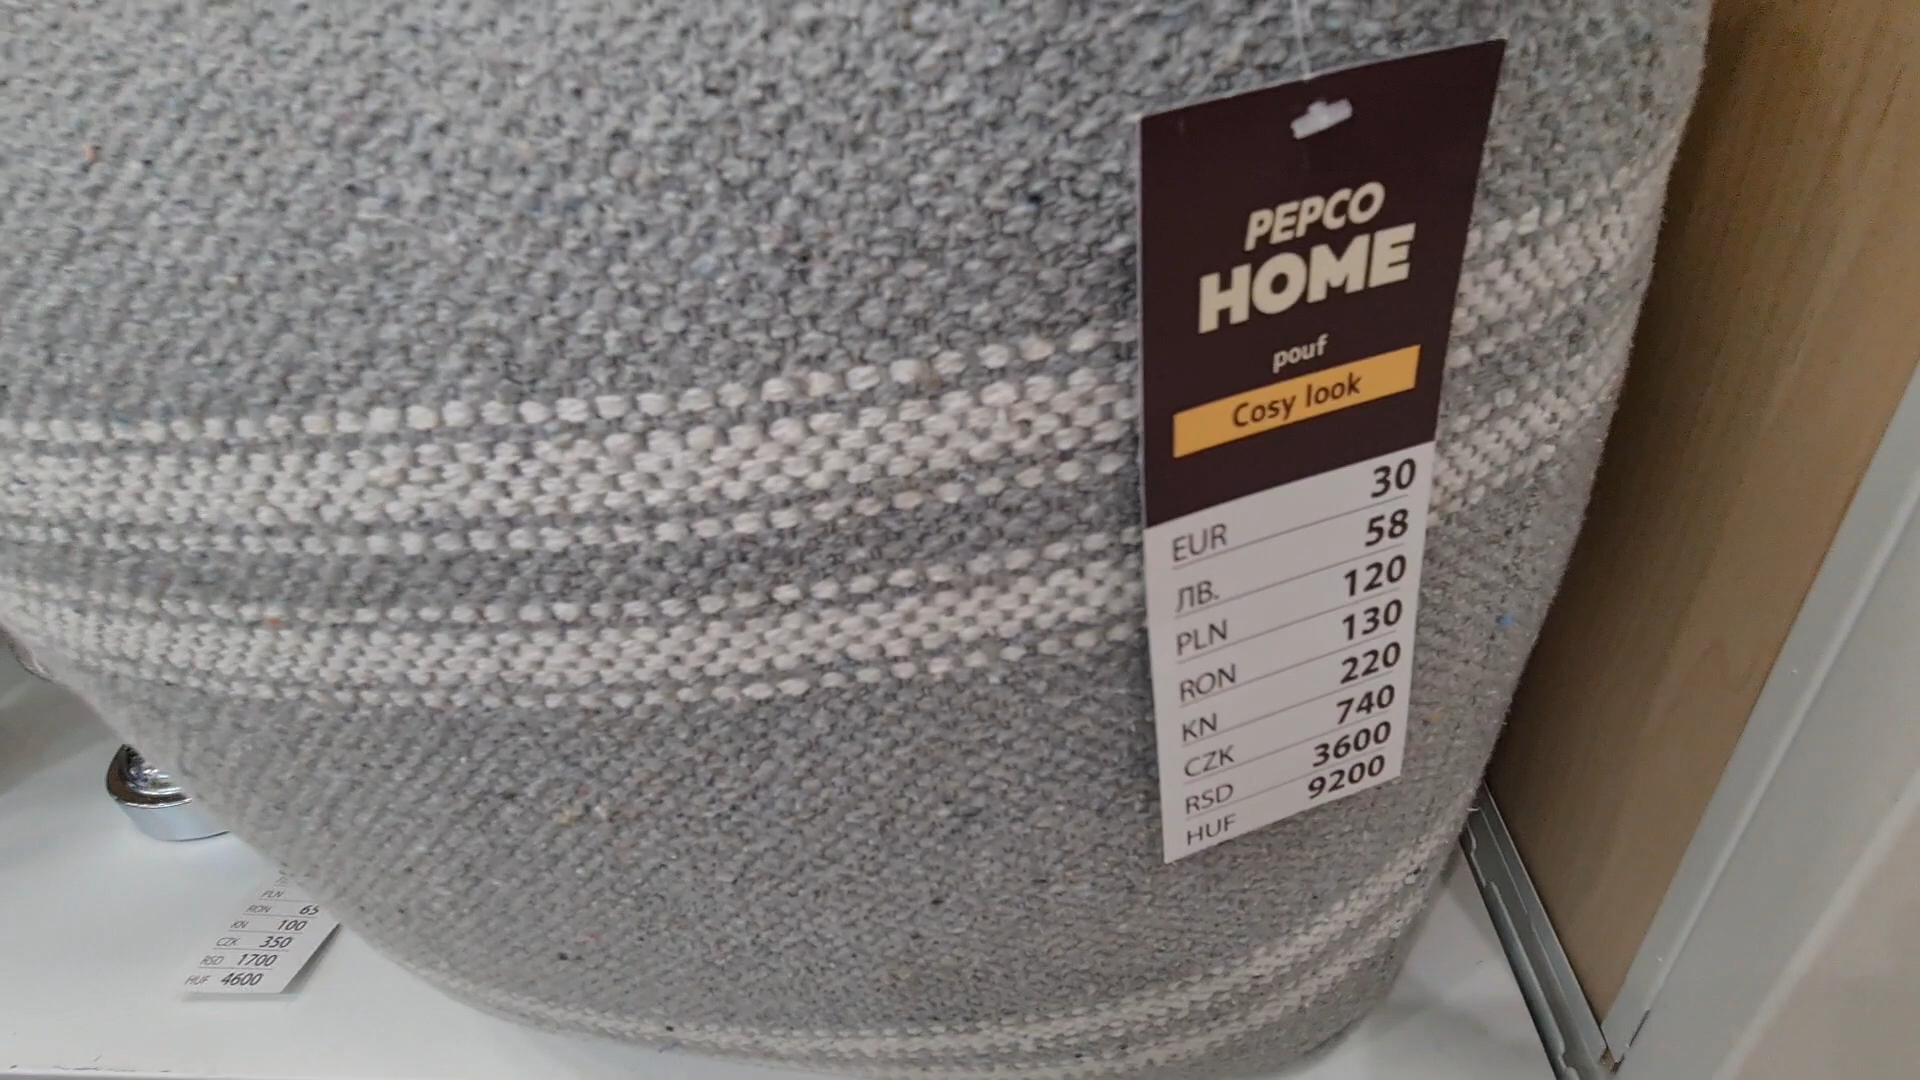 PEPCO
HOME
pouf
Cosy look
EUR 30
ЛВ. 58
PLN 120
RON 130
KN 220
CZK 740
RSD 3600
HUF 9200
PLN
RON 65
KN 100
CZK 350
RSD 1700
HUF 4600